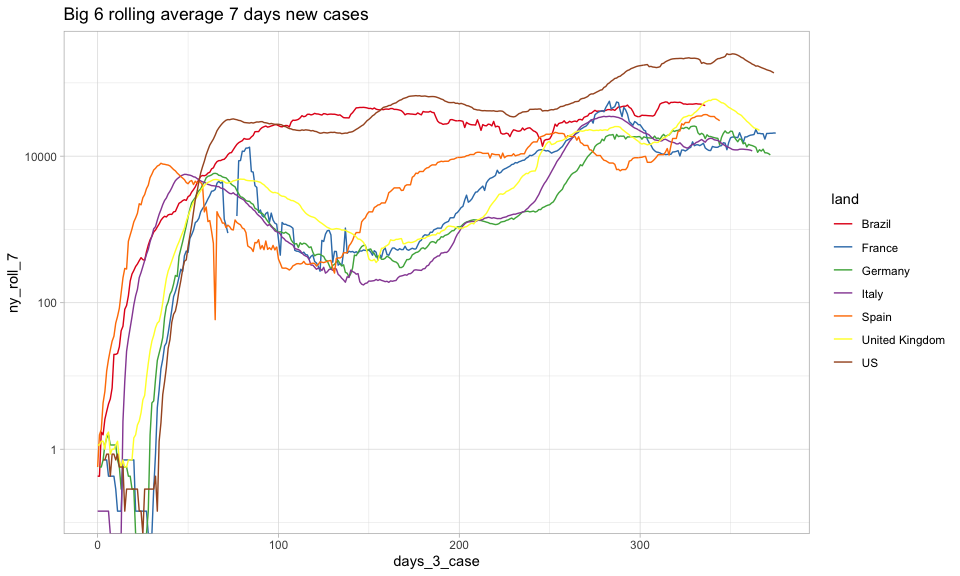 Big 6 rolling average 7 days new cases
ny_roll_7
10000
100
1
0
100
200
300
days_3_case
land
Brazil
France
Germany
Italy
Spain
United Kingdom
US